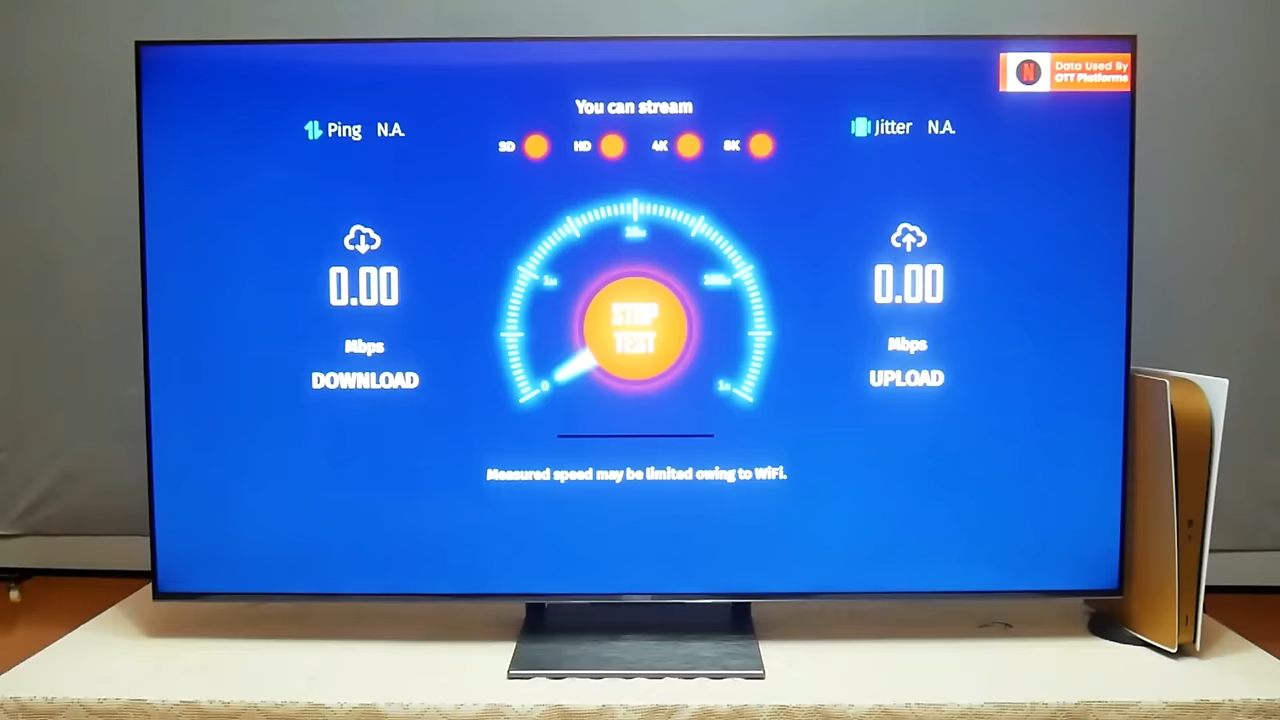 N
Data Used By
OTT Platforms
You can stream
Ping N.A.
Jitter N.A.
SD
HD
4K
8K
STOP
TEST
0
0.00
Mbps
DOWNLOAD
0.00
Mbps
UPLOAD
Measured speed may be limited owing to WiFi.